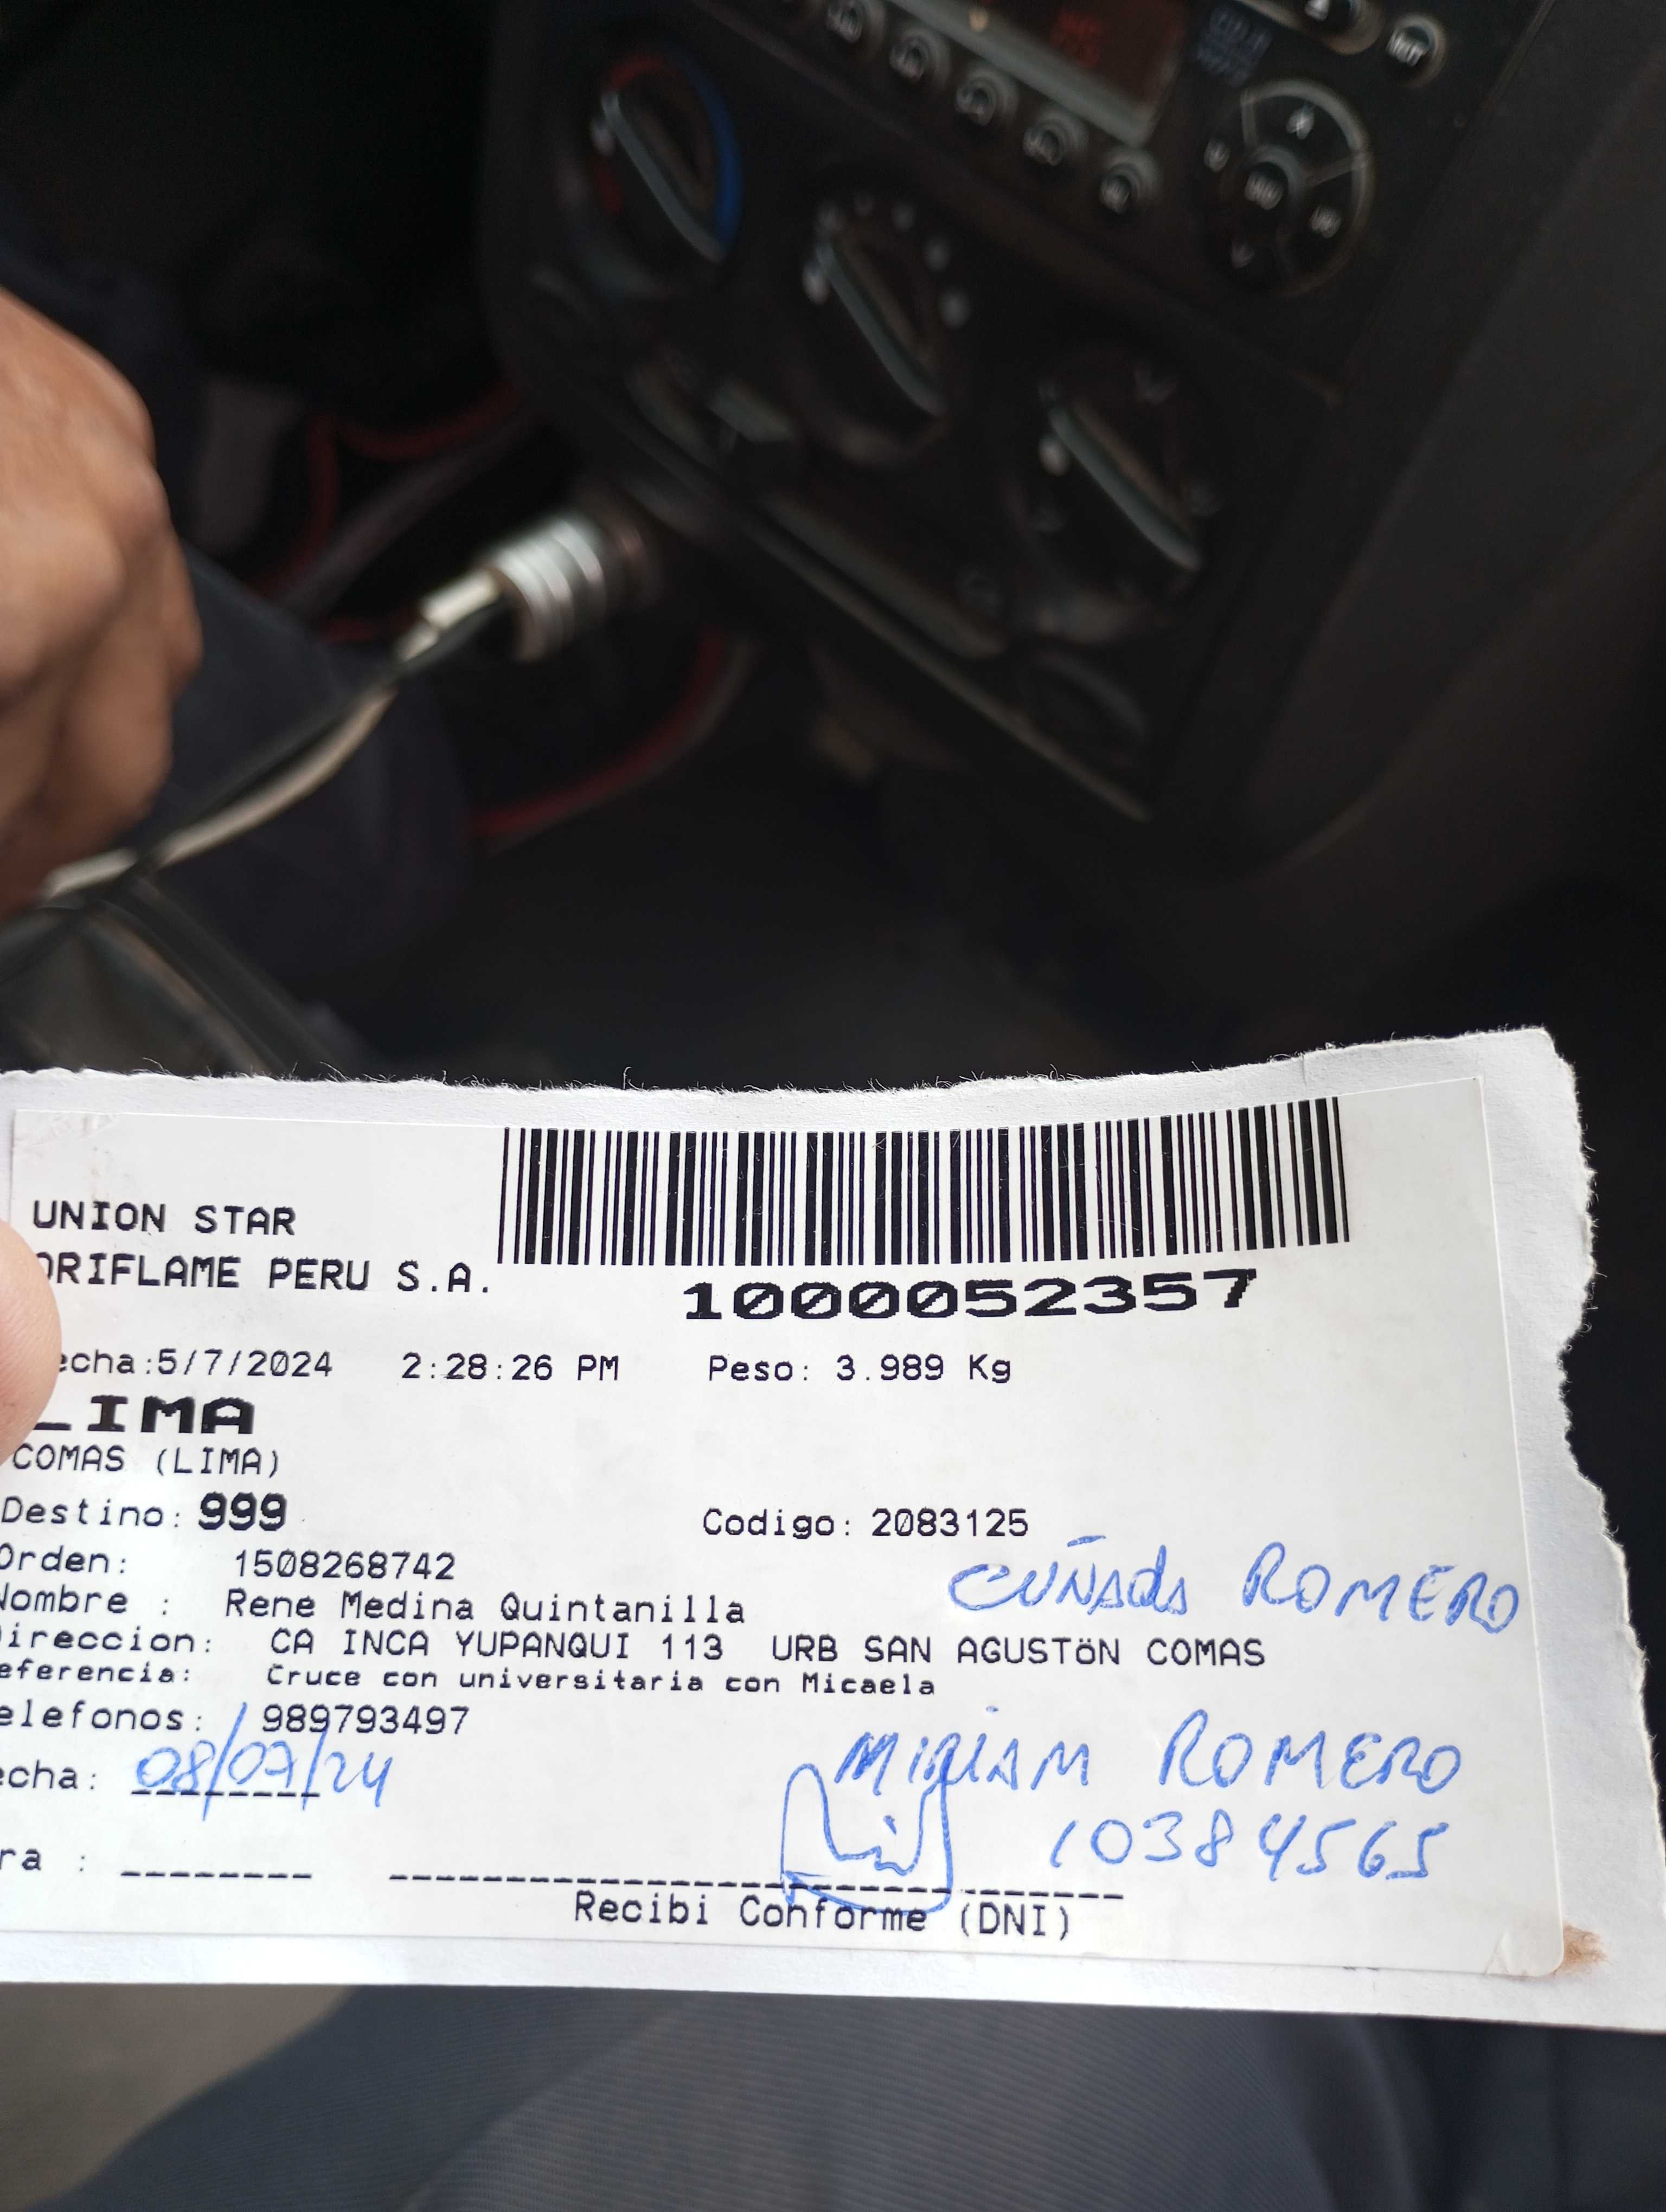 UNION STAR
ORIFLAME PERU S.A.
1000052357
echa:5/7/2024 2:28:26 PM Peso: 3.989 Kg
LIMA
COMAS (LIMA)
Destino: 999 Codigo: 2083125
Orden: 1508268742
CUÑADA ROMERO
Nombre : Rene Medina Quintanilla
Direccion: CA INCA YUPANQUI 113 URB SAN AGUSTöN COMAS
eferencia: Cruce con universitaria con Micaela
elefonos: 989793497
MIRIAM ROMERO
echa: 08/07/24
10384565
ra :
Recibi Conforme (DNI)